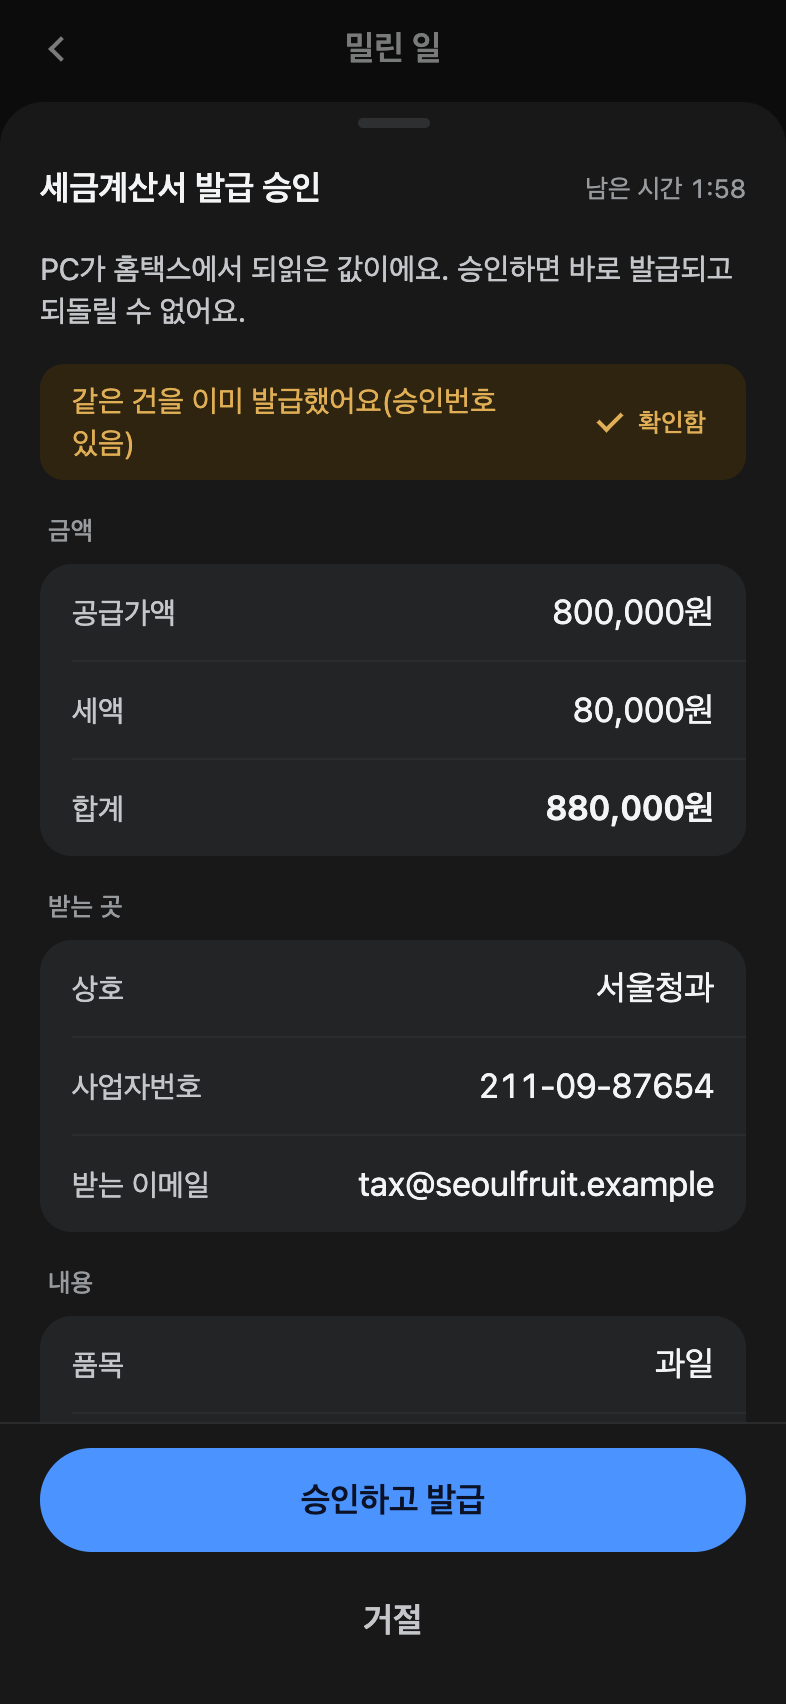 밀린 일
세금계산서 발급 승인
남은 시간 1:58
PC가 홈택스에서 되읽은 값이에요. 승인하면 바로 발급되고
되돌릴 수 없어요.
같은 건을 이미 발급했어요(승인번호
있음)
확인함
금액
공급가액 800,000원
세액 80,000원
합계 880,000원
받는 곳
상호 서울청과
사업자번호 211-09-87654
받는 이메일 tax@seoulfruit.example
내용
품목 과일
승인하고 발급
거절